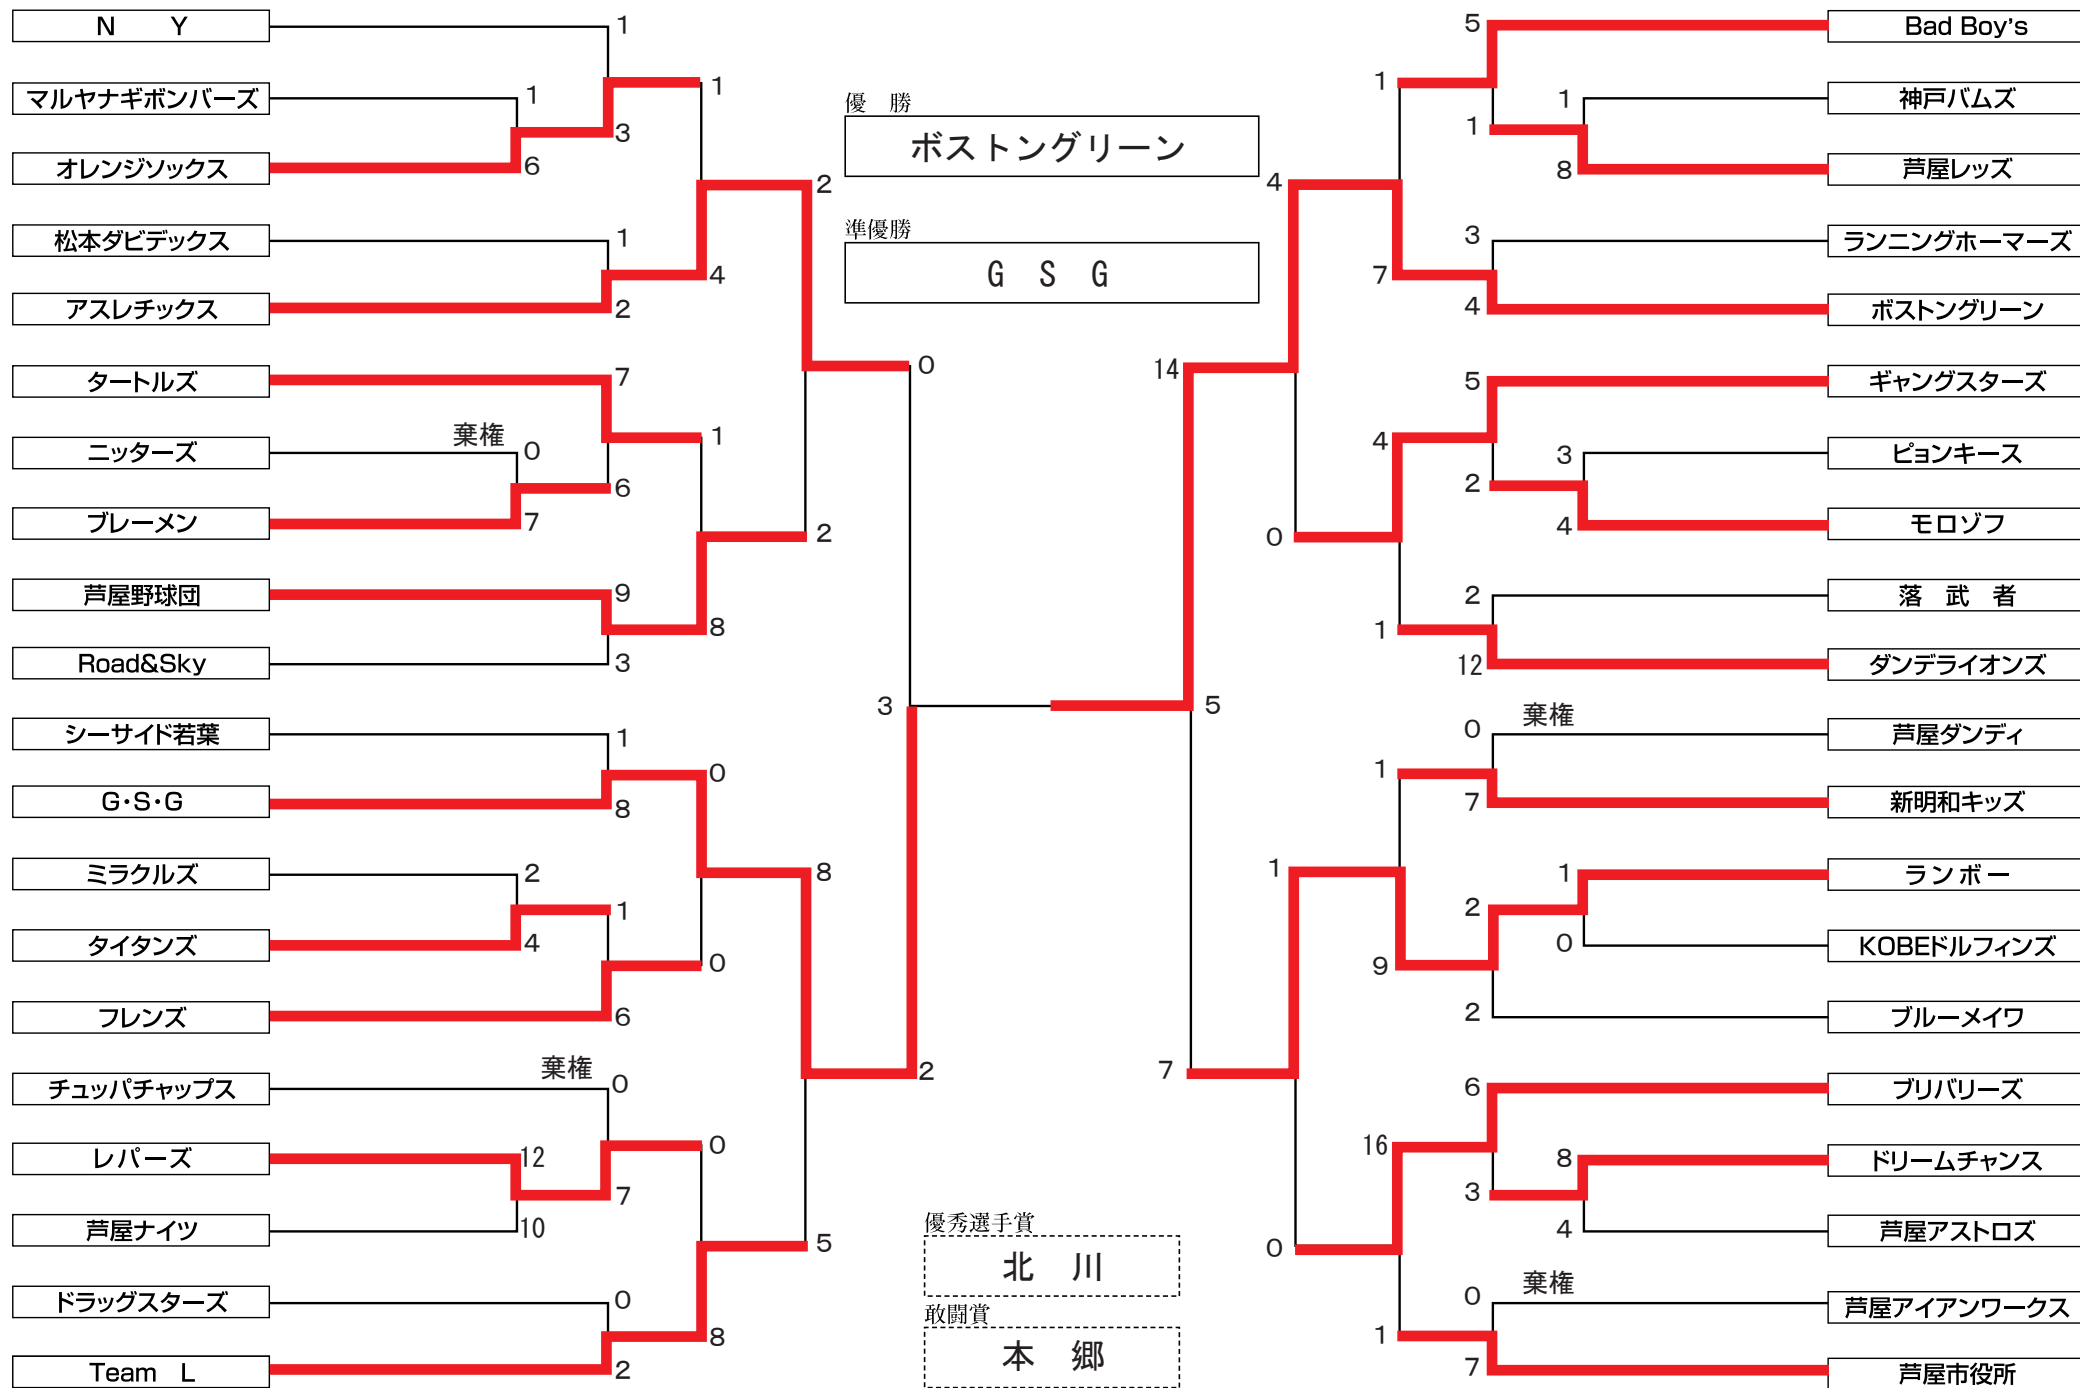 N Y
1
マルヤナギボンバーズ
1
オレンジソックス
6
3
1
松本ダビデックス
1
アスレチックス
2
4
2
タートルズ
7
ニッターズ
棄権
0
ブレーメン
7
6
1
芦屋野球団
9
Road&Sky
3
8
2
0
シーサイド若葉
1
G・S・G
8
0
ミラクルズ
2
タイタンズ
4
1
フレンズ
6
0
8
チュッパチャップス
棄権
0
レパーズ
12
芦屋ナイツ
10
7
0
ドラッグスターズ
0
Team L
2
8
5
2
3
優 勝
ボストングリーン
準優勝
G S G
優秀選手賞
北 川
敢闘賞
本 郷
5
Bad Boy's
1
神戸バムズ
8
芦屋レッズ
1
1
3
ランニングホーマーズ
4
ボストングリーン
7
4
5
ギャングスターズ
3
ピョンキース
4
モロゾフ
2
4
2
落 武 者
12
ダンデライオンズ
1
0
14
棄権
0
芦屋ダンディ
7
新明和キッズ
1
1
ランボー
0
KOBEドルフィンズ
2
2
ブルーメイワ
9
1
6
ブリバリーズ
8
ドリームチャンス
4
芦屋アストロズ
3
16
棄権
0
芦屋アイアンワークス
7
芦屋市役所
1
0
7
5